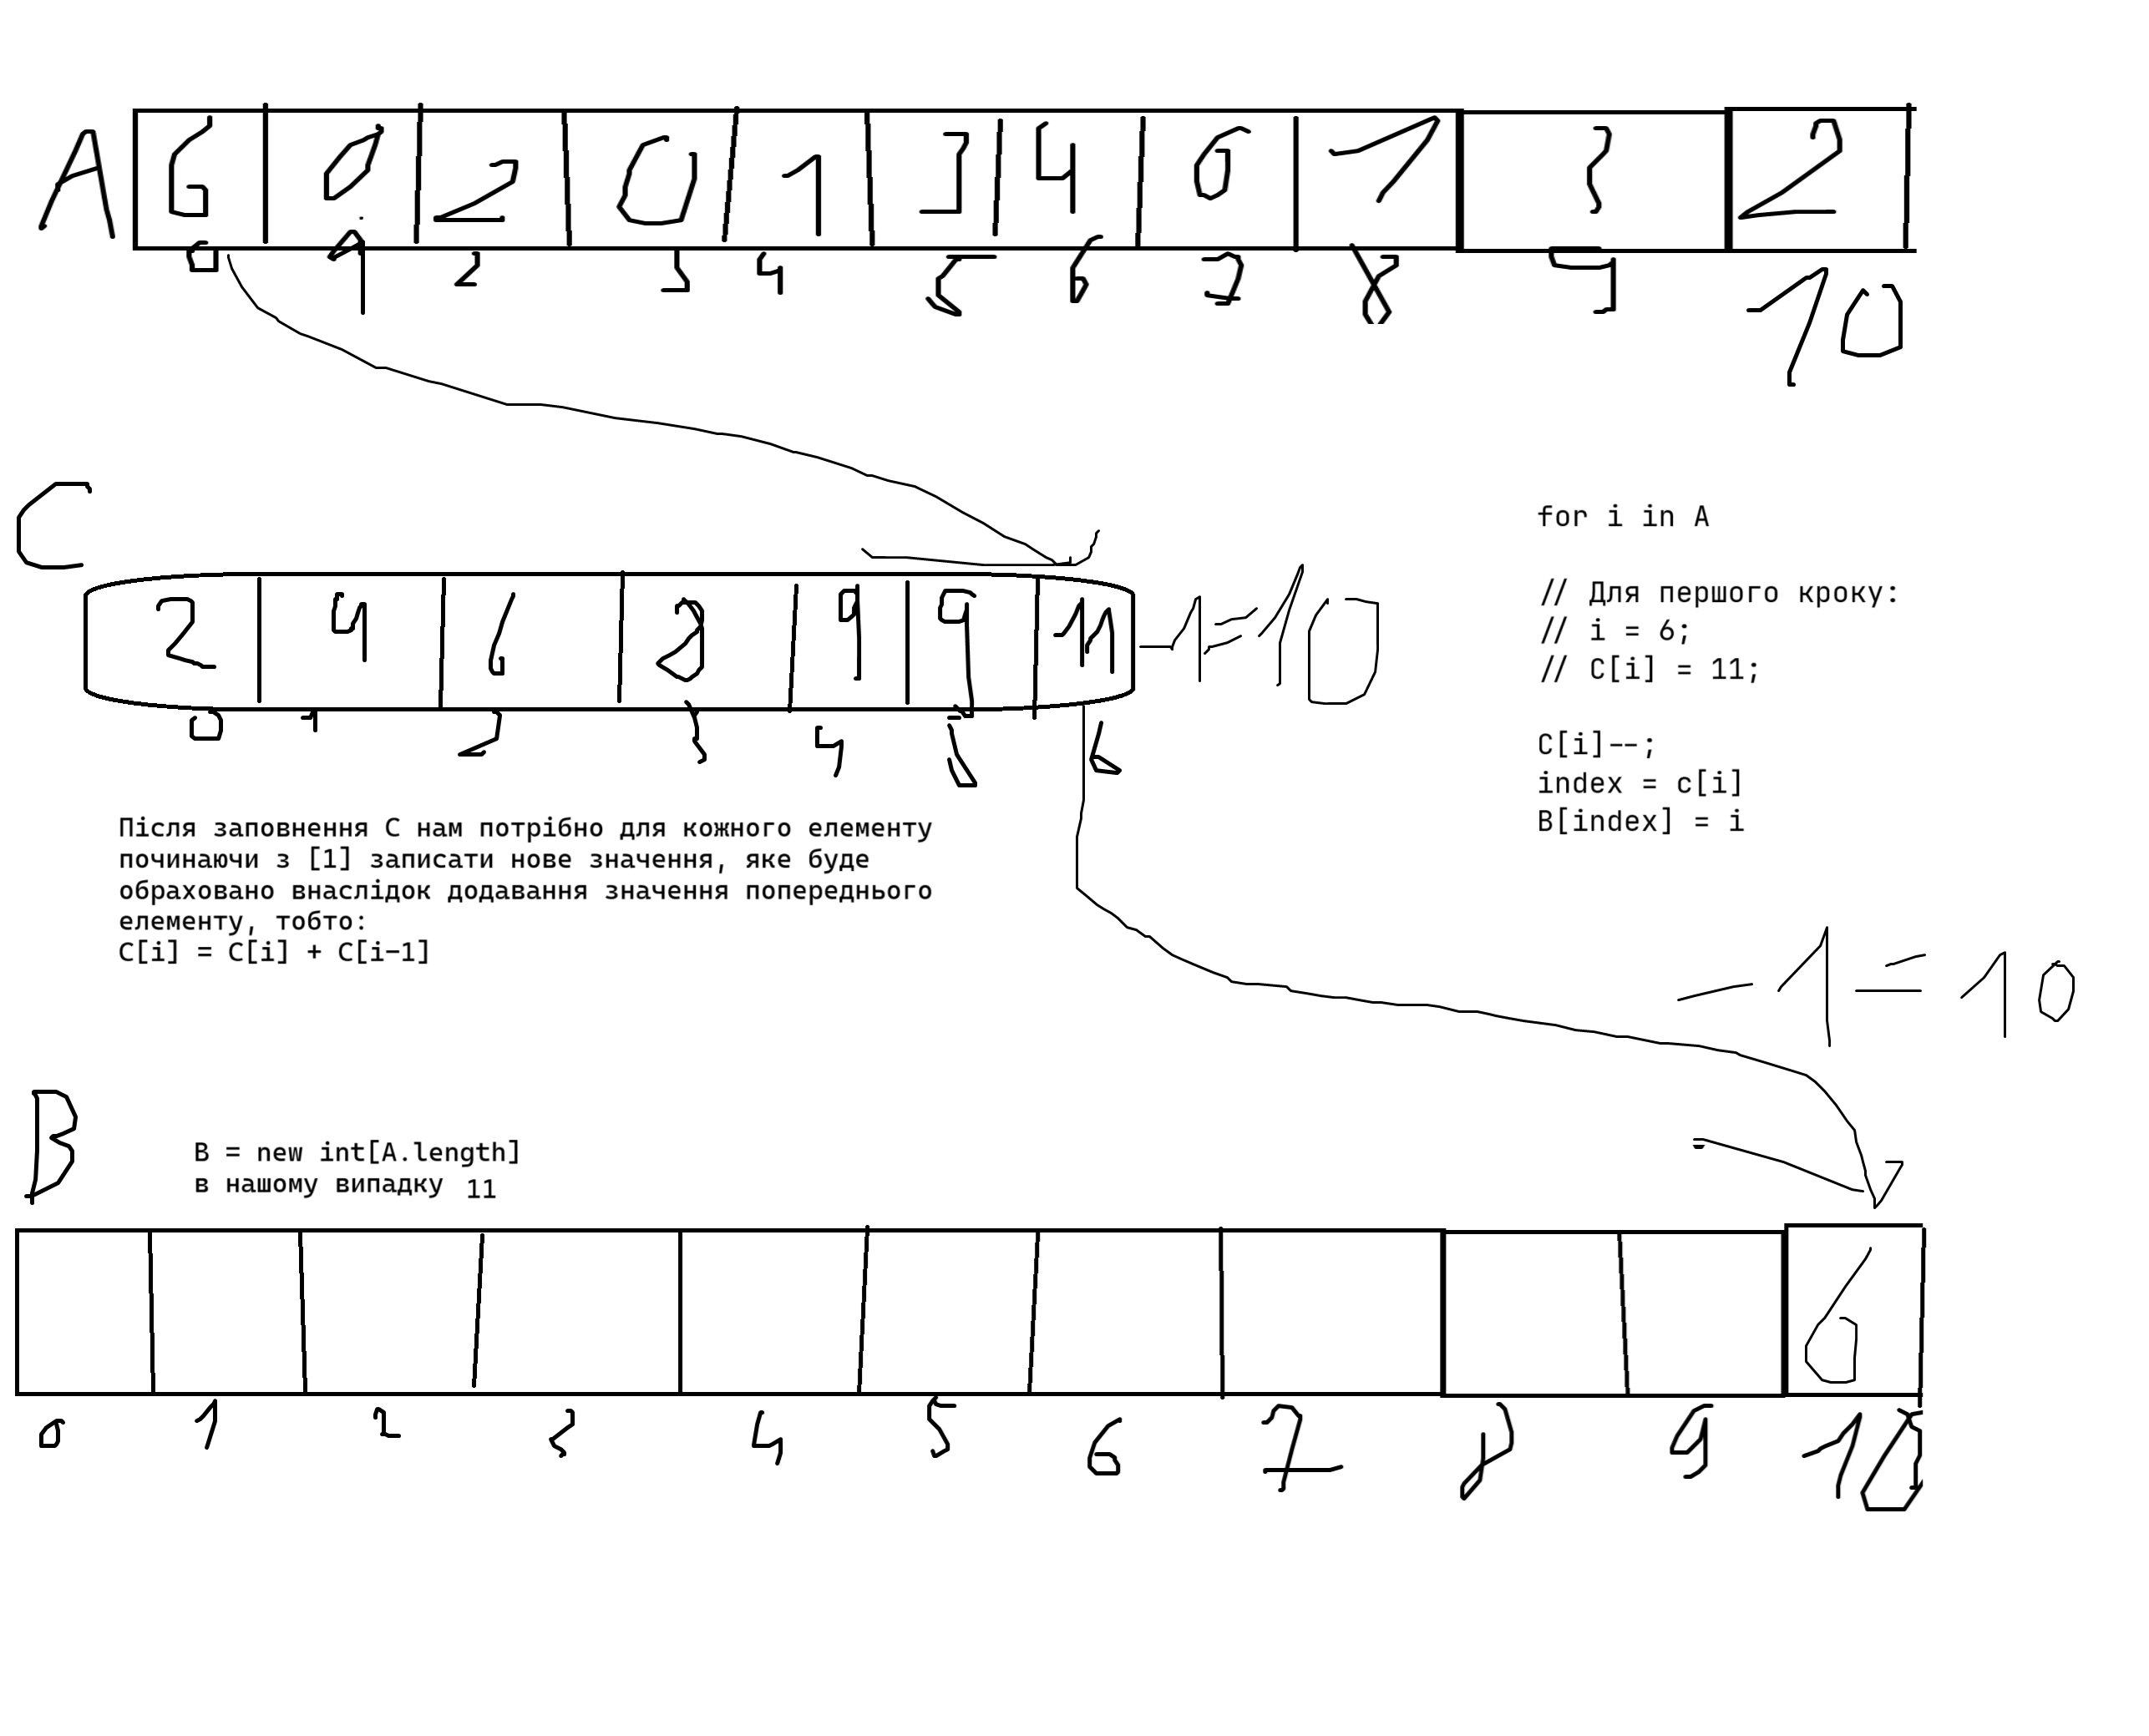 A
6 0 2 0 1 3 4 6 1 3 2
0 1 2 3 4 5 6 7 8 9 10
C
2 4 6 8 9 9 11 -1=10
0 1 2 3 4 5 6
for i in A
// Для першого кроку:
// i = 6;
// C[i] = 11;
C[i]--;
index = c[i]
B[index] = i
Після заповнення C нам потрібно для кожного елементу
починаючи з [1] записати нове значення, яке буде
обраховано внаслідок додавання значення попереднього
елементу, тобто:
C[i] = C[i] + C[i-1]
-1=10
B
B = new int[A.length]
в нашому випадку 11
6
0 1 2 3 4 5 6 7 8 9 10